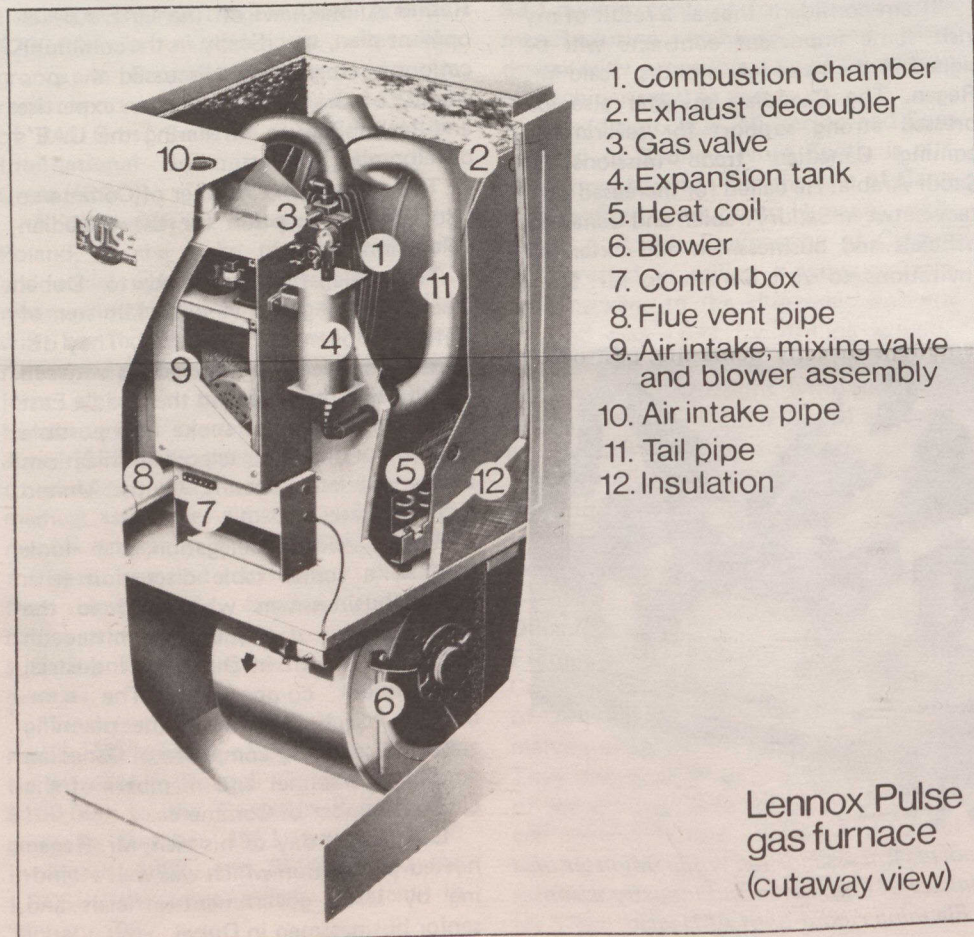 1. Combustion chamber
2. Exhaust decoupler
3. Gas valve
4. Expansion tank
5. Heat coil
6. Blower
7. Control box
8. Flue vent pipe
9. Air intake, mixing valve
and blower assembly
10. Air intake pipe
11. Tail pipe
12. Insulation
10
2
3
1
11
4
9
5
8
12
7
6
Lennox Pulse
gas furnace
(cutaway view)